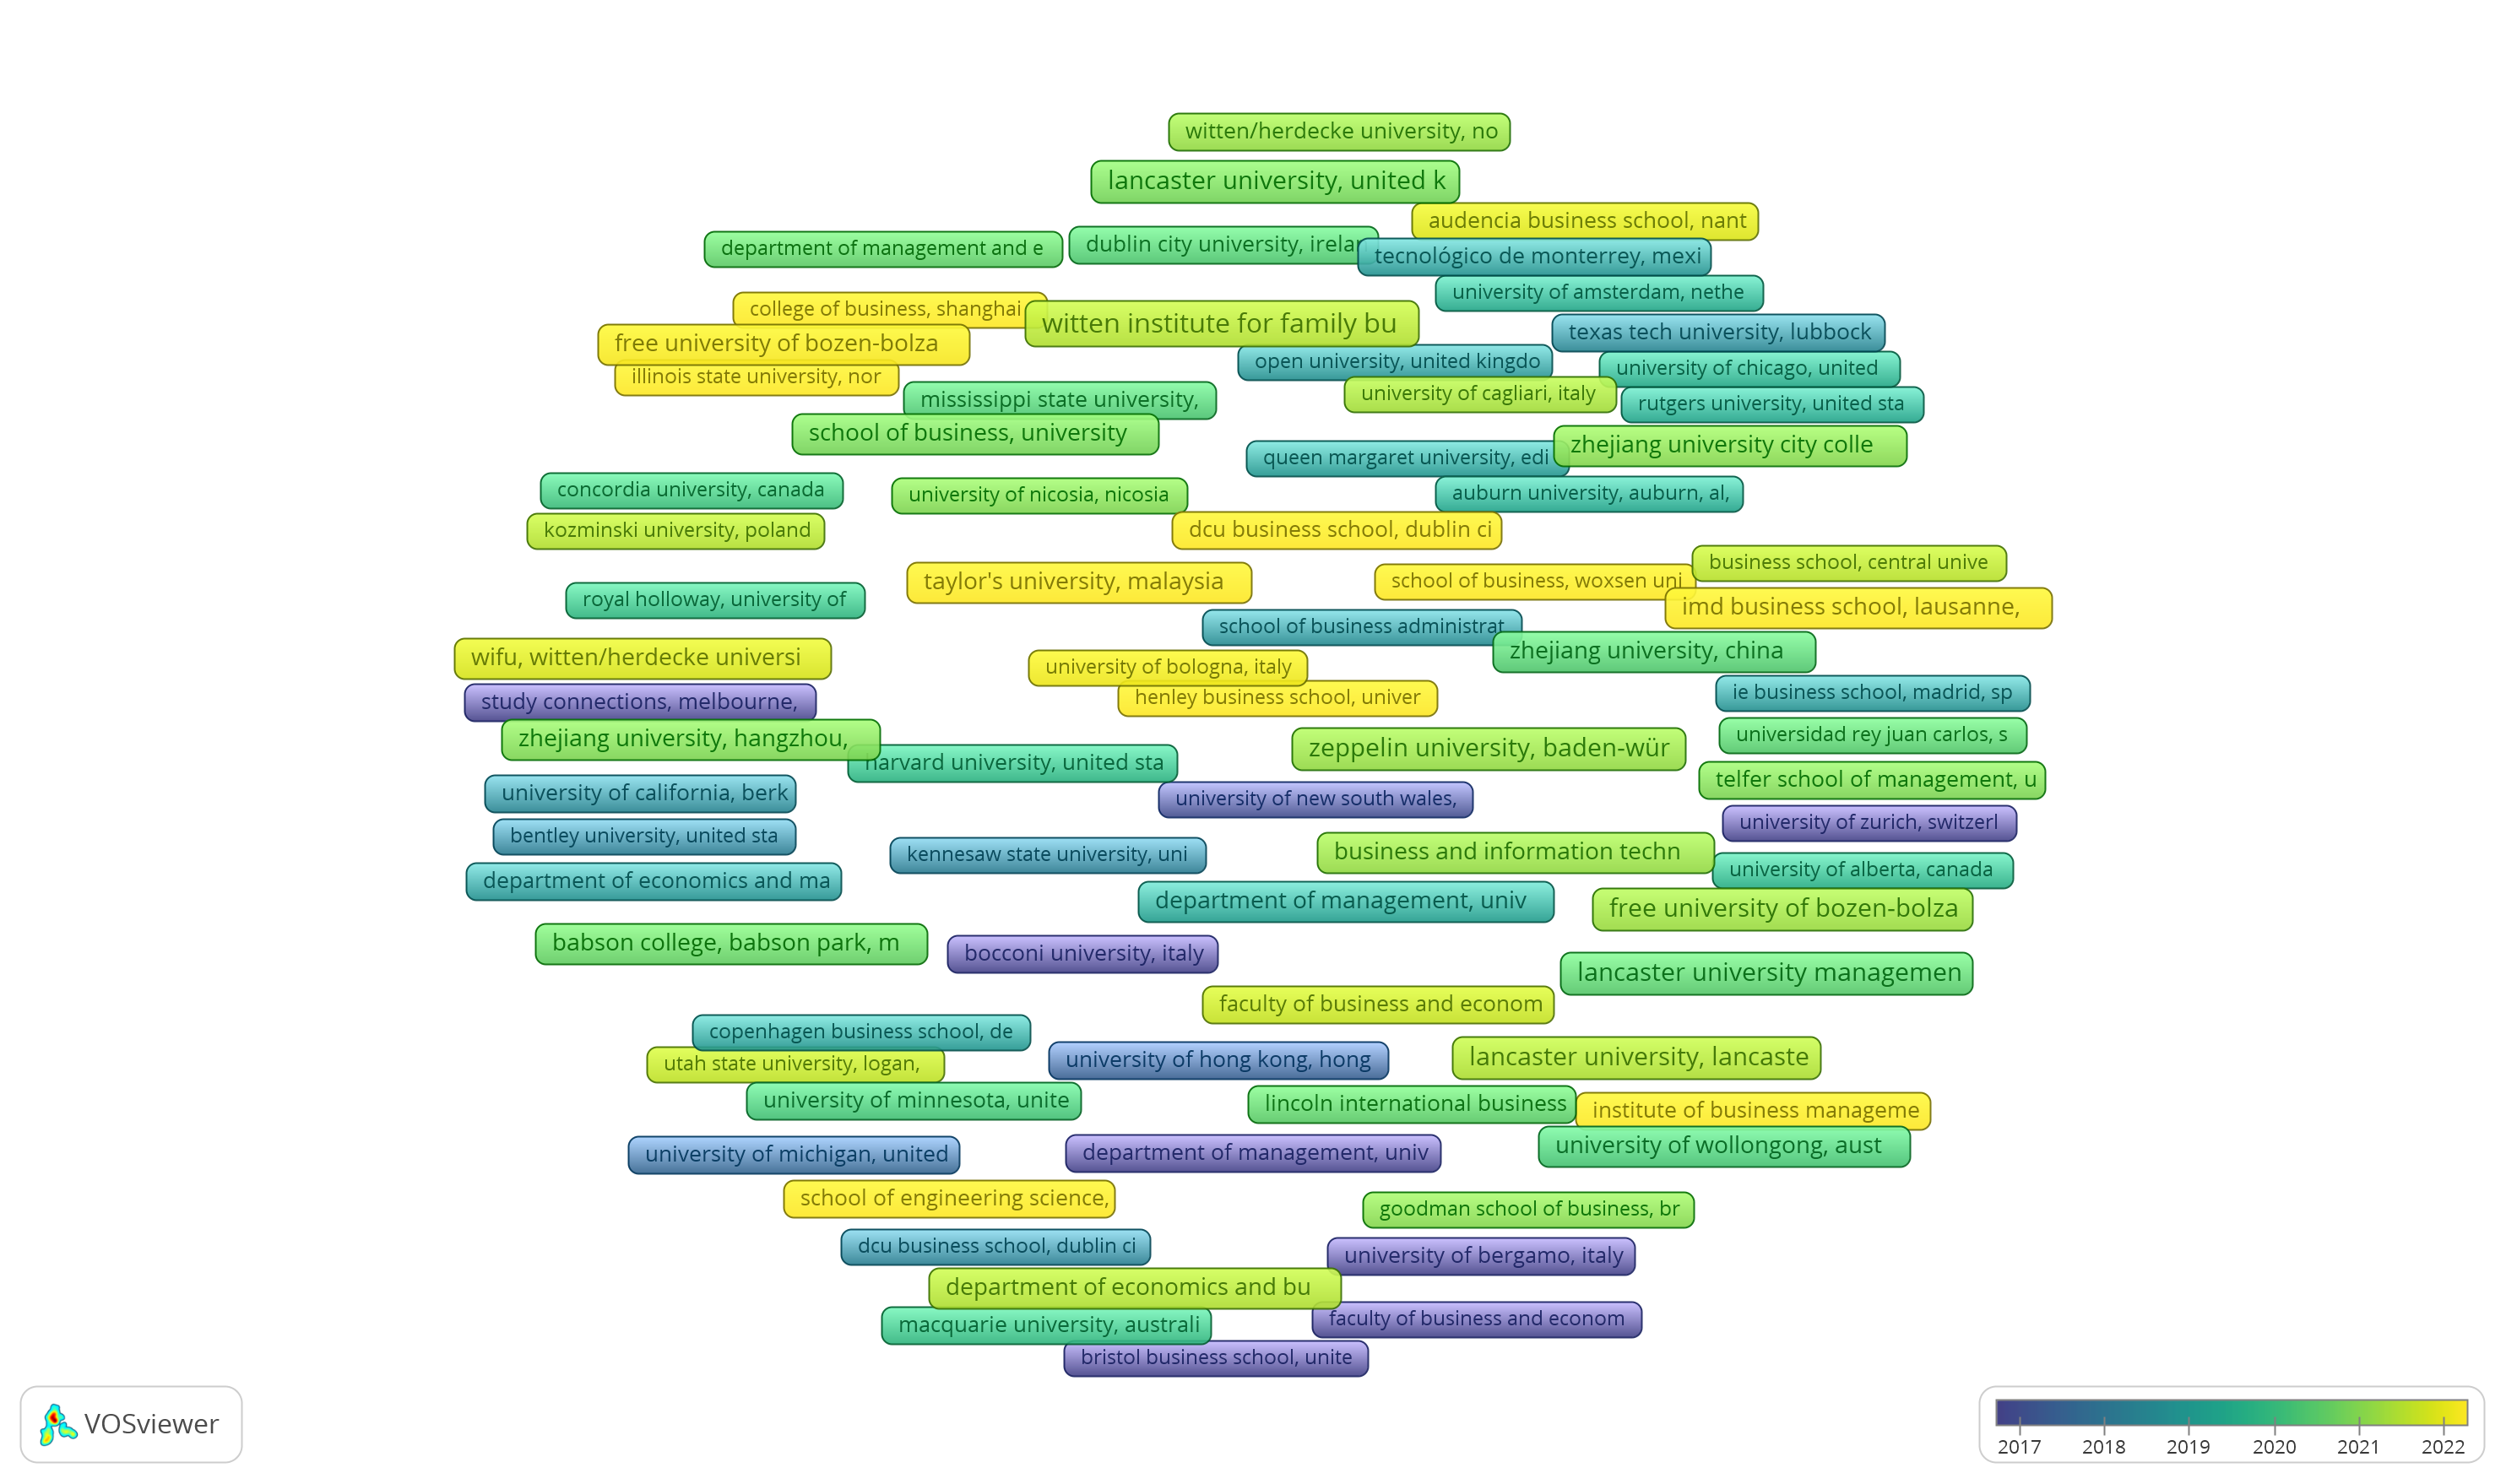 witten/herdecke university, no
lancaster university, united k
audencia business school, nant
department of management and e
dublin city university, irelan
tecnológico de monterrey, mexi
university of amsterdam, nethe
college of business, shanghai
witten institute for family bu
texas tech university, lubbock
free university of bozen-bolza
open university, united kingdo
university of chicago, united
illinois state university, nor
university of cagliari, italy
mississippi state university,
rutgers university, united sta
school of business, university
zhejiang university city colle
queen margaret university, edi
concordia university, canada
university of nicosia, nicosia
auburn university, auburn, al,
kozminski university, poland
dcu business school, dublin ci
business school, central unive
taylor's university, malaysia
school of business, woxsen uni
royal holloway, university of
imd business school, lausanne,
school of business administrat
zhejiang university, china
wifu, witten/herdecke universi
university of bologna, italy
henley business school, univer
ie business school, madrid, sp
study connections, melbourne,
zhejiang university, hangzhou,
universidad rey juan carlos, s
zeppelin university, baden-wür
harvard university, united sta
telfer school of management, u
university of california, berk
university of new south wales,
university of zurich, switzerl
bentley university, united sta
kennesaw state university, uni
business and information techn
university of alberta, canada
department of economics and ma
department of management, univ
free university of bozen-bolza
babson college, babson park, m
bocconi university, italy
lancaster university managemen
faculty of business and econom
copenhagen business school, de
utah state university, logan,
university of hong kong, hong
lancaster university, lancaste
university of minnesota, unite
lincoln international business
institute of business manageme
university of wollongong, aust
university of michigan, united
department of management, univ
school of engineering science,
goodman school of business, br
dcu business school, dublin ci
university of bergamo, italy
department of economics and bu
macquarie university, australi
faculty of business and econom
bristol business school, unite
VOSviewer
2017 2018 2019 2020 2021 2022